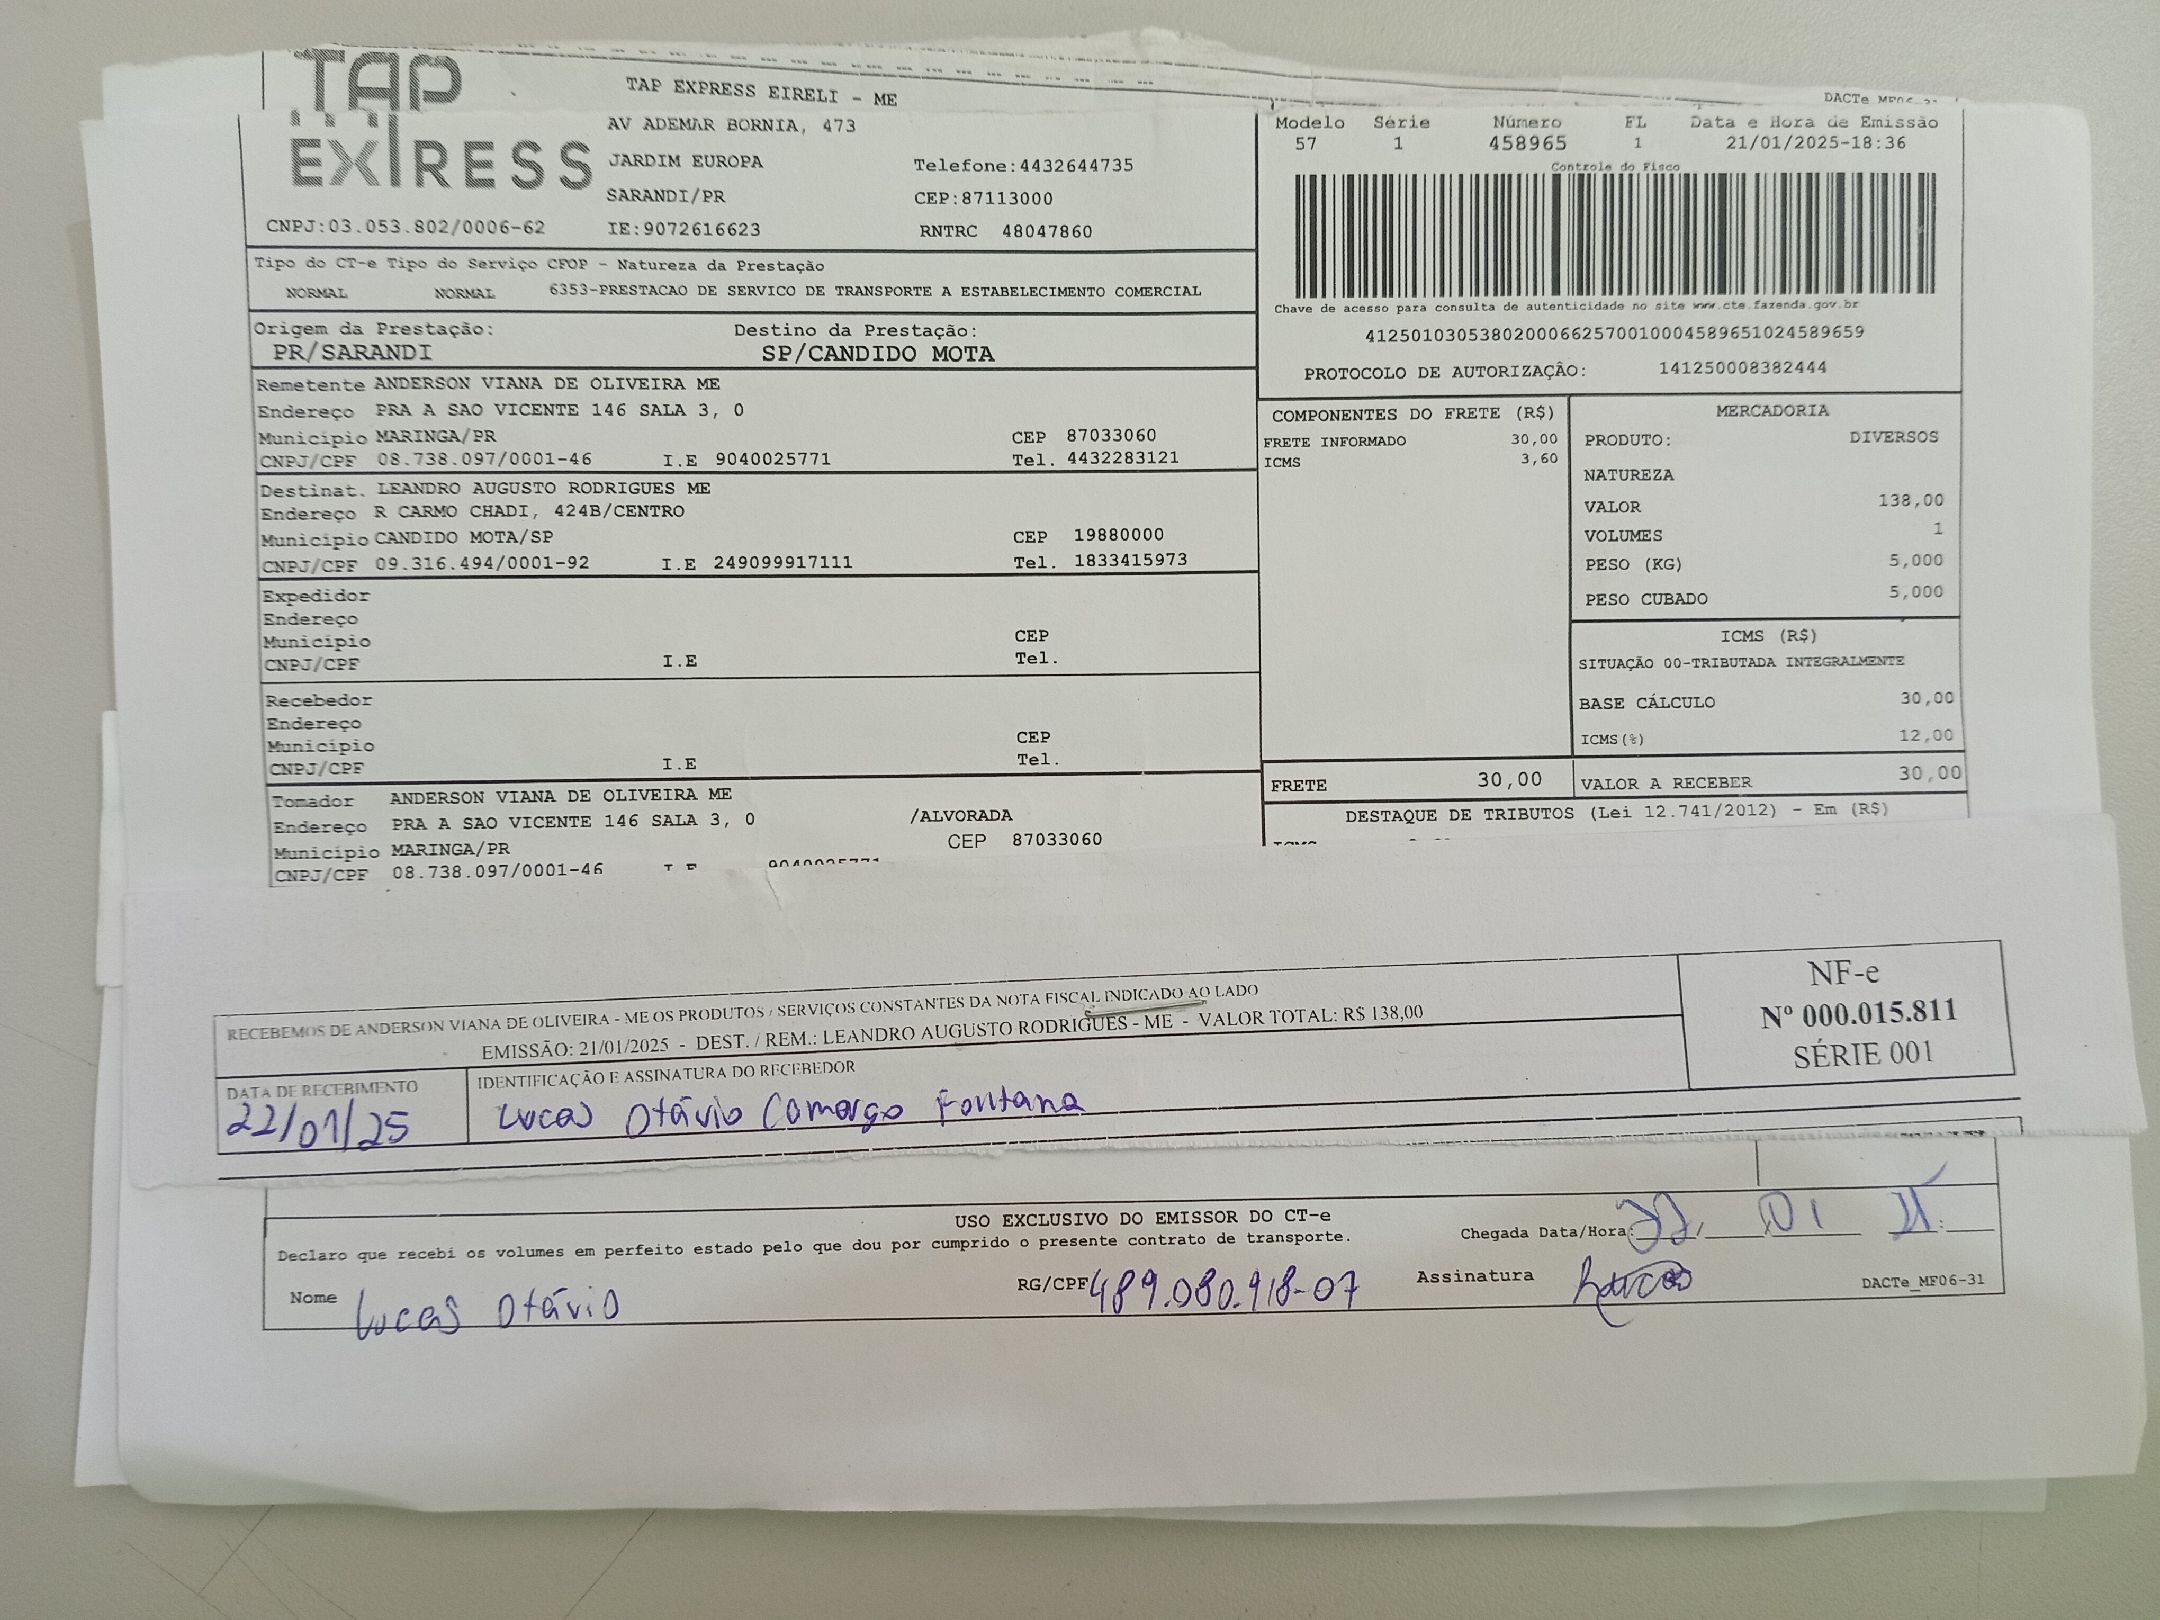 TAP
EXPRESS
TAP EXPRESS EIRELI - ME
AV ADEMAR BORNIA, 473
JARDIM EUROPA Telefone:4432644735
SARANDI/PR CEP:87113000
CNPJ:03.053.802/0006-62 IE:9072616623 RNTRC 48047860
DACTe
Modelo Série Número FL Data e Hora de Emissão
57 1 458965 1 21/01/2025-18:36
Controle do Fisco
Chave de acesso para consulta de autenticidade no site www.cte.fazenda.gov.br
41250103053802000662570010004589651024589659
PROTOCOLO DE AUTORIZAÇÂO: 141250008382444
Tipo do CT-e Tipo do Serviço CFOP - Natureza da Prestação
NORMAL NORMAL 6353-PRESTACAO DE SERVICO DE TRANSPORTE A ESTABELECIMENTO COMERCIAL
Origem da Prestação: Destino da Prestação:
PR/SARANDI SP/CANDIDO MOTA
Remetente ANDERSON VIANA DE OLIVEIRA ME
Endereço PRA A SAO VICENTE 146 SALA 3, 0
Município MARINGA/PR CEP 87033060
CNPJ/CPF 08.738.097/0001-46 I.E 9040025771 Tel. 4432283121
Destinat. LEANDRO AUGUSTO RODRIGUES ME
Endereço R CARMO CHADI, 424B/CENTRO
Município CANDIDO MOTA/SP CEP 19880000
CNPJ/CPF 09.316.494/0001-92 I.E 249099917111 Tel. 1833415973
Expedidor
Endereço
Município CEP
CNPJ/CPF I.E Tel.
Recebedor
Endereço
Município CEP
CNPJ/CPF I.E Tel.
Tomador ANDERSON VIANA DE OLIVEIRA ME
Endereço PRA A SAO VICENTE 146 SALA 3, 0 /ALVORADA
Município MARINGA/PR CEP 87033060
CNPJ/CPF 08.738.097/0001-46 I E 9040025771
COMPONENTES DO FRETE (R$)
FRETE INFORMADO 30,00
ICMS 3,60
FRETE 30,00
MERCADORIA
PRODUTO: DIVERSOS
NATUREZA
VALOR 138,00
VOLUMES 1
PESO (KG) 5,000
PESO CUBADO 5,000
ICMS (R$)
SITUAÇÃO 00-TRIBUTADA INTEGRALMENTE
BASE CÁLCULO 30,00
ICMS(%) 12,00
VALOR A RECEBER 30,00
DESTAQUE DE TRIBUTOS (Lei 12.741/2012) - Em (R$)
RECEBEMOS DE ANDERSON VIANA DE OLIVEIRA - ME OS PRODUTOS / SERVIÇOS CONSTANTES DA NOTA FISCAL INDICADO AO LADO
EMISSÃO: 21/01/2025 - DEST. / REM.: LEANDRO AUGUSTO RODRIGUES - ME - VALOR TOTAL: R$ 138,00
NF-e
Nº 000.015.811
SÉRIE 001
DATA DE RECEBIMENTO IDENTIFICAÇÃO E ASSINATURA DO RECEBEDOR
22/01/25 Lucas Otávio Camargo Fontana
USO EXCLUSIVO DO EMISSOR DO CT-e
Declaro que recebi os volumes em perfeito estado pelo que dou por cumprido o presente contrato de transporte. Chegada Data/Hora: 22 01 25
Nome Lucas Otávio RG/CPF 489.080.918-07 Assinatura DACTe_MF06-31